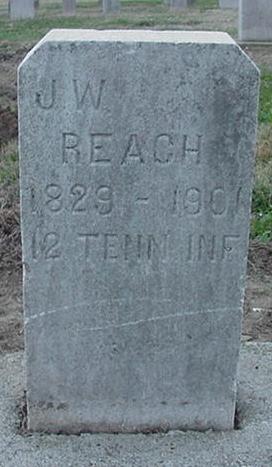 J W
REACH
1829 - 1901
12 TENN INF